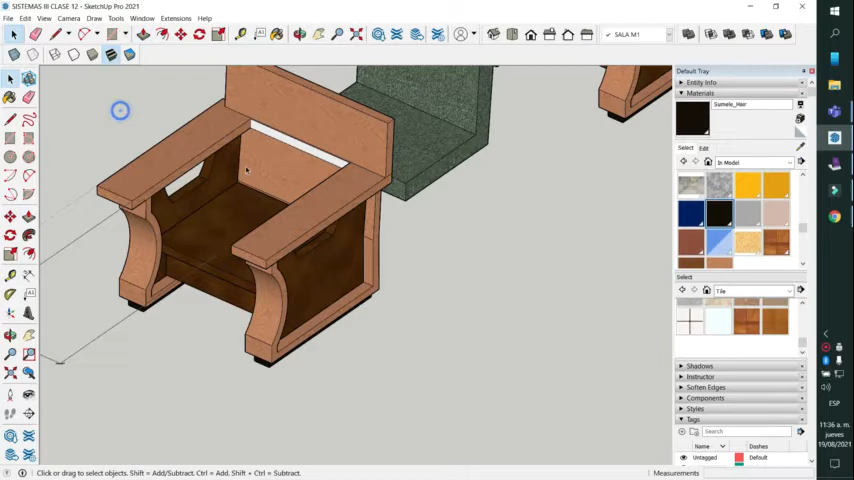 SISTEMAS III CLASE 12 - SketchUp Pro 2021
File Edit View Camera Draw Tools Window Extensions Help
SALA M1
Default Tray
Entity Info
Materials
Sumele_Hair
Select Edit
In Model
Select
Tile
Shadows
Instructor
Soften Edges
Components
Styles
Tags
Search
Name Dashes
Untagged Default
Click or drag to select objects. Shift = Add/Subtract. Ctrl = Add. Shift + Ctrl = Subtract.
Measurements
ESP
11:36 a. m.
jueves
19/08/2021